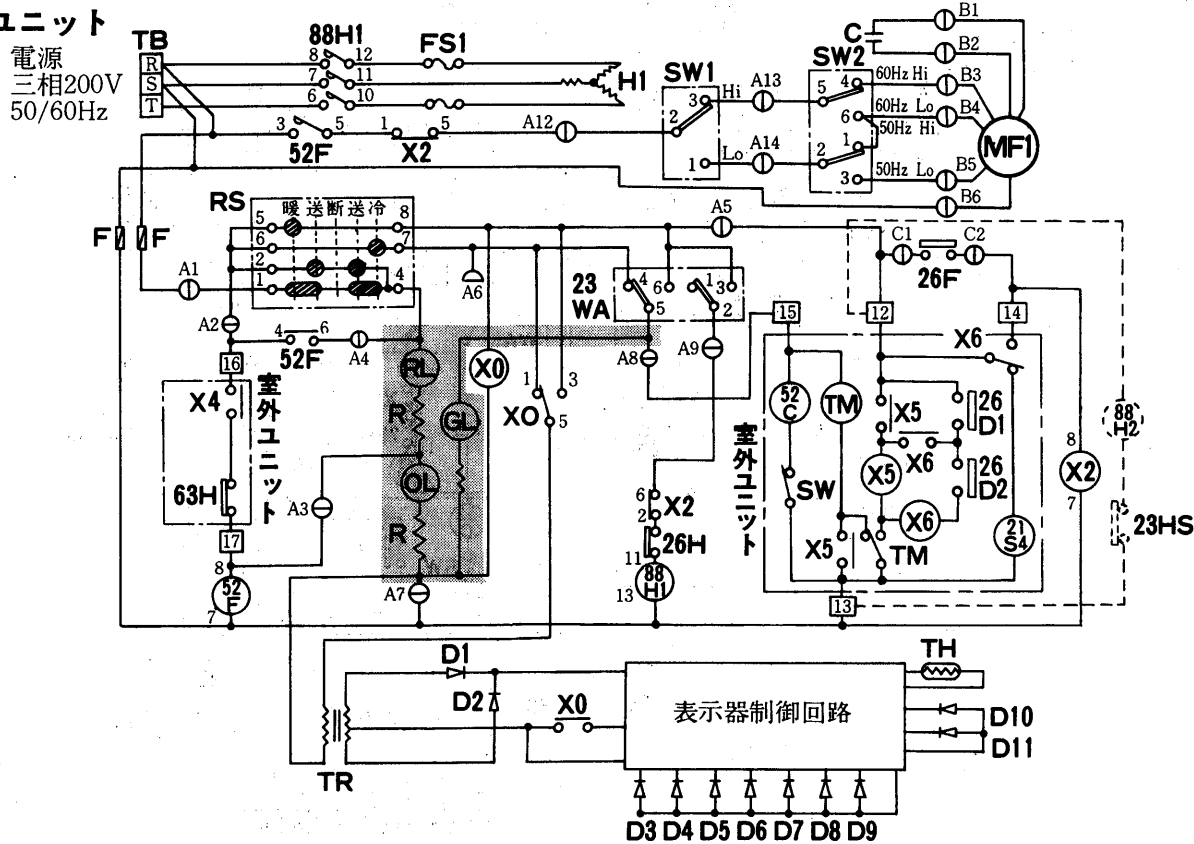 ユニット
電源
三相200V
50/60Hz
TB
R
S
T
88H1
8 12
7 11
6 10
FS1
H1
3 5
52F
1 5
X2
A12
SW1
3
2
1
Hi
A13
Lo
A14
SW2
5 4
6
1
2
3
60Hz Hi
60Hz Lo
50Hz Hi
50Hz Lo
C
B1
B2
B3
B4
B5
B6
MF1
RS
暖 送 断 送 冷
5 8
6 7
2
1 4
F F
A1
A2
A6
A5
4 6
52F
A4
16
X4
63H
17
8
52
F
7
室外ユニット
A3
RL
R
OL
R
GL
A7
X0
1 3
XO
5
23
WA
4 6 1 3
5 2
A8
A9
6
X2
2
26H
11
88
H1
13
15
12
14
C1
C2
26F
室外ユニット
52
C
TM
SW
X5
X5
X6
X6
X5
TM
X6
26
D1
26
D2
21
S4
13
8
X2
7
88
H2
23HS
D1
D2
X0
TR
表示器制御回路
TH
D10
D11
D3 D4 D5 D6 D7 D8 D9